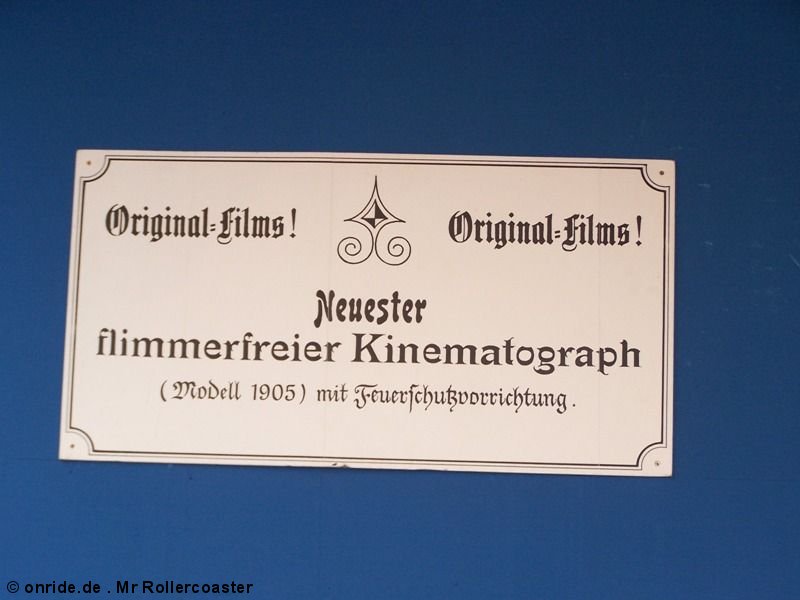 Original=Films! Original=Films!
Neuester
flimmerfreier Kinematograph
(Modell 1905) mit Feuerſchutzvorrichtung.
© onride.de . Mr Rollercoaster